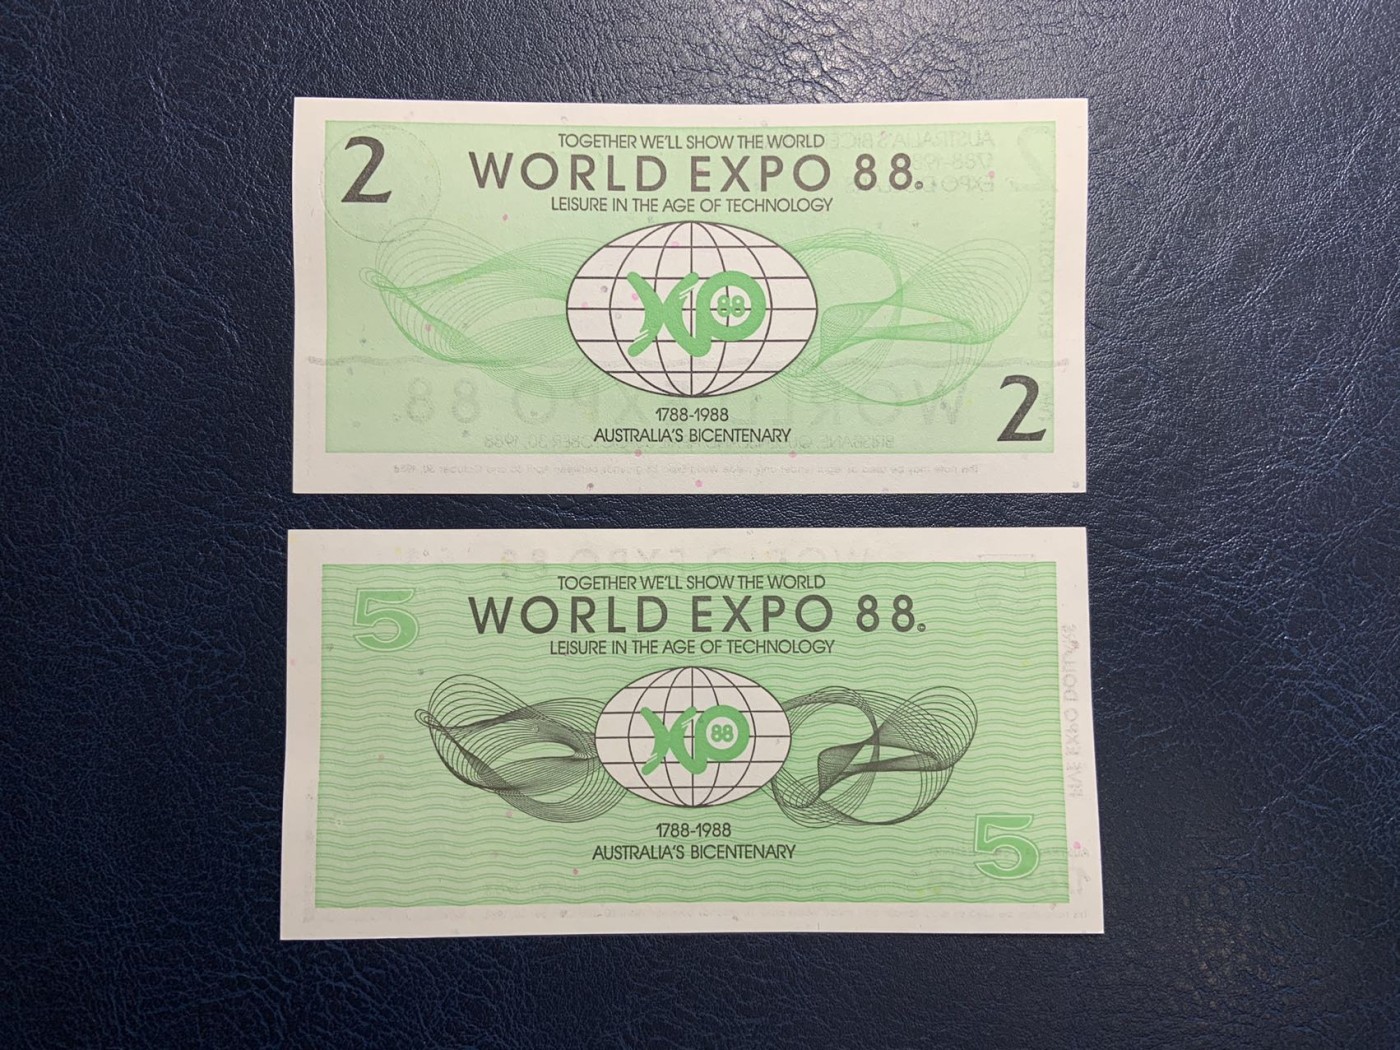 2
TOGETHER WE'LL SHOW THE WORLD
WORLD EXPO 88.
LEISURE IN THE AGE OF TECHNOLOGY
XPO
88
1788-1988
AUSTRALIA'S BICENTENARY
2
5
TOGETHER WE'LL SHOW THE WORLD
WORLD EXPO 88.
LEISURE IN THE AGE OF TECHNOLOGY
XPO
88
1788-1988
AUSTRALIA'S BICENTENARY
5